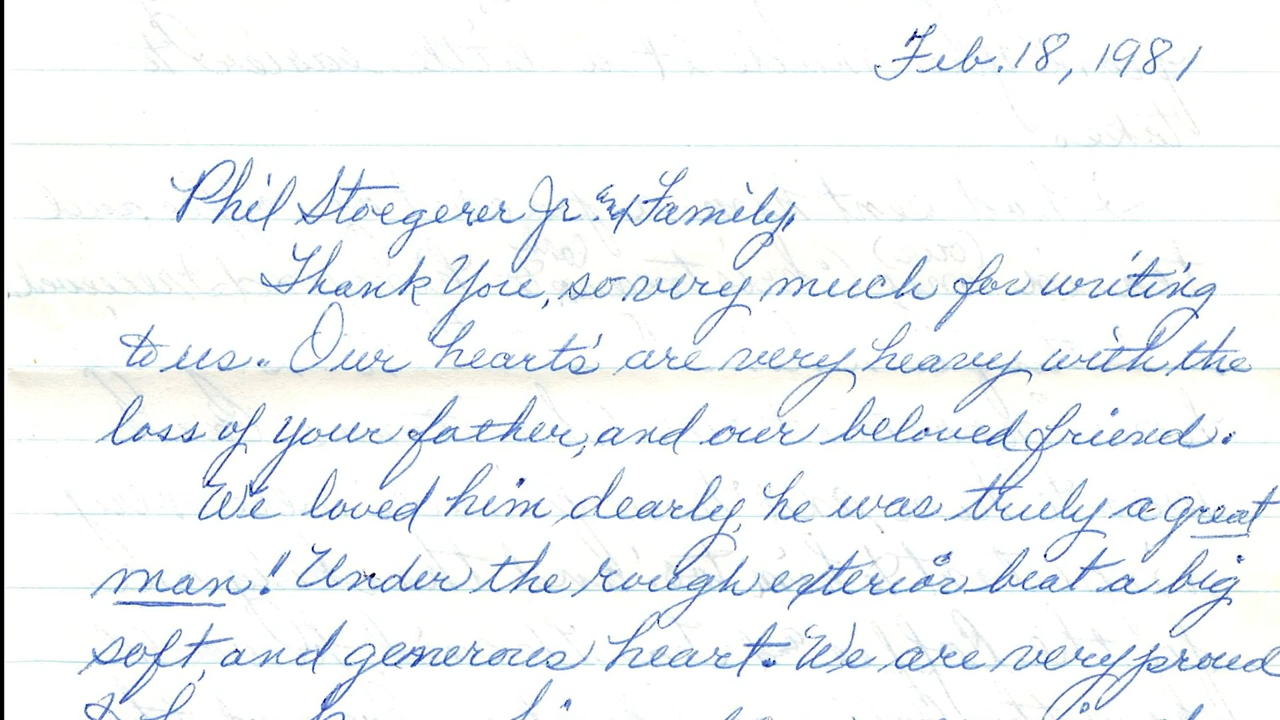 Feb. 18, 1981
Phil Stoegerer Jr. & Family,
Thank You, so very much for writing
to us. Our hearts are very heavy with the
loss of your father, and our beloved friend.
We loved him dearly, he was truly a great
man! Under the rough exterior beat a big
soft, and generous heart. We are very proud